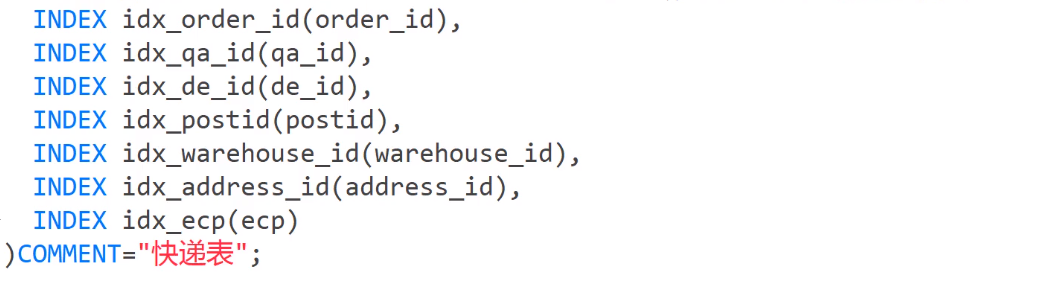 INDEX idx_order_id(order_id),
INDEX idx_qa_id(qa_id),
INDEX idx_de_id(de_id),
INDEX idx_postid(postid),
INDEX idx_warehouse_id(warehouse_id),
INDEX idx_address_id(address_id),
INDEX idx_ecp(ecp)
)COMMENT="快递表";